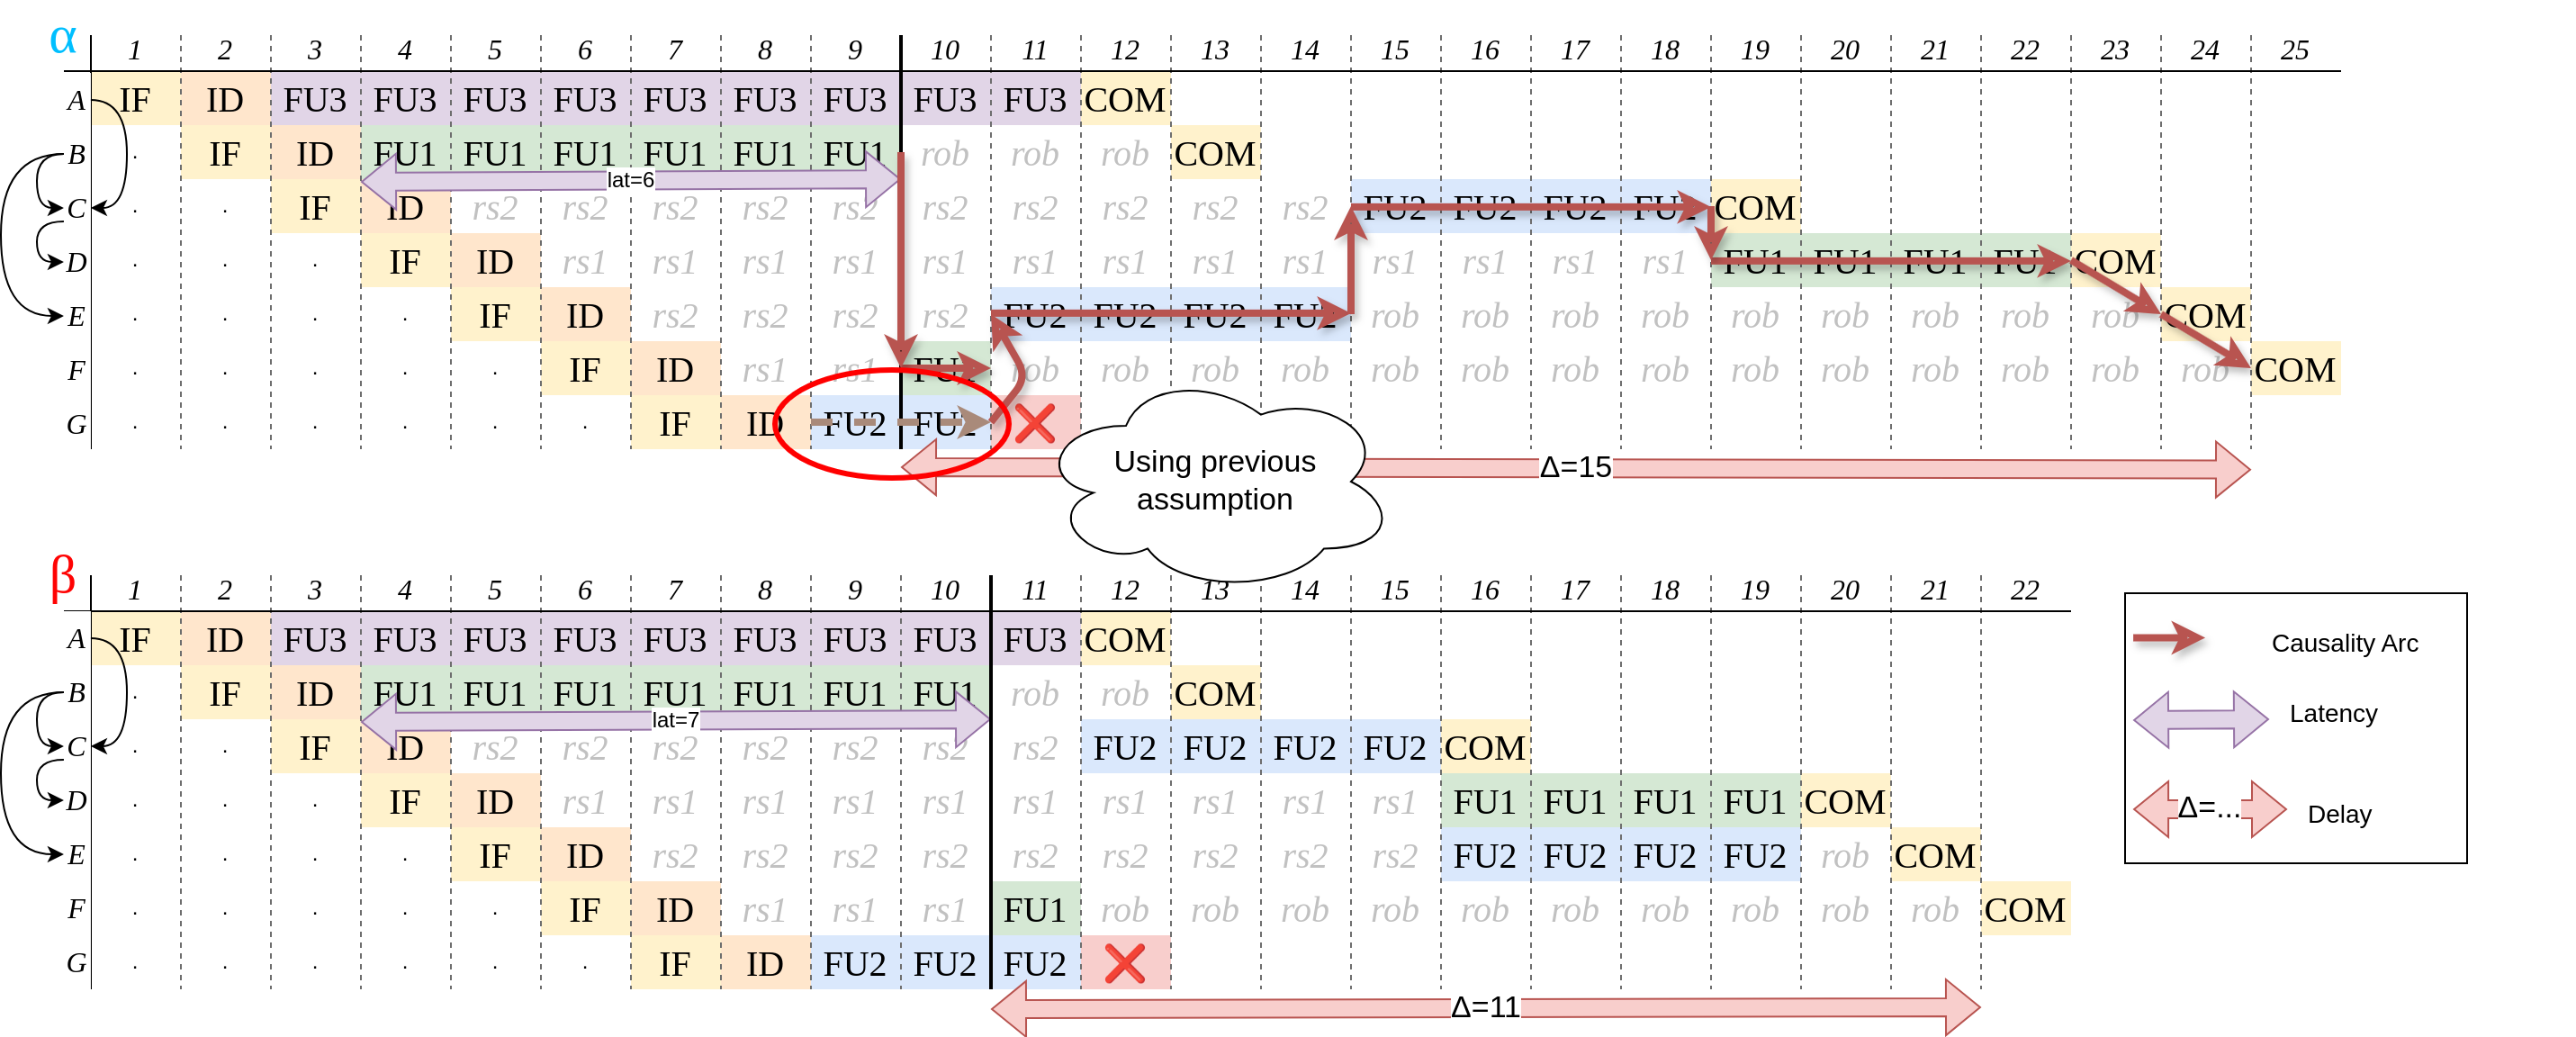 α
1 2 3 4 5 6 7 8 9 10 11 12 13 14 15 16 17 18 19 20 21 22 23 24 25
A IF ID FU3 FU3 FU3 FU3 FU3 FU3 FU3 FU3 FU3 COM
B . IF ID FU1 FU1 FU1 FU1 FU1 FU1 rob rob rob COM
lat=6
C . . IF ID rs2 rs2 rs2 rs2 rs2 rs2 rs2 rs2 rs2 rs2 FU2 FU2 FU2 FU2 COM
D . . . IF ID rs1 rs1 rs1 rs1 rs1 rs1 rs1 rs1 rs1 rs1 rs1 rs1 rs1 FU1 FU1 FU1 FU1 COM
E . . . . IF ID rs2 rs2 rs2 rs2 FU2 FU2 FU2 FU2 rob rob rob rob rob rob rob rob rob COM
F . . . . . IF ID rs1 rs1 FU1 rob rob rob rob rob rob rob rob rob rob rob rob rob rob COM
G . . . . . . IF ID FU2 FU2 ❌
Δ=15
Using previous
assumption
β
1 2 3 4 5 6 7 8 9 10 11 12 13 14 15 16 17 18 19 20 21 22
A IF ID FU3 FU3 FU3 FU3 FU3 FU3 FU3 FU3 FU3 COM
B . IF ID FU1 FU1 FU1 FU1 FU1 FU1 FU1 rob rob COM
lat=7
C . . IF ID rs2 rs2 rs2 rs2 rs2 rs2 rs2 FU2 FU2 FU2 FU2 COM
D . . . IF ID rs1 rs1 rs1 rs1 rs1 rs1 rs1 rs1 rs1 rs1 FU1 FU1 FU1 FU1 COM
E . . . . IF ID rs2 rs2 rs2 rs2 rs2 rs2 rs2 rs2 rs2 FU2 FU2 FU2 FU2 rob COM
F . . . . . IF ID rs1 rs1 rs1 FU1 rob rob rob rob rob rob rob rob rob rob COM
G . . . . . . IF ID FU2 FU2 FU2 ❌
Δ=11
Causality Arc
Latency
Δ=... Delay